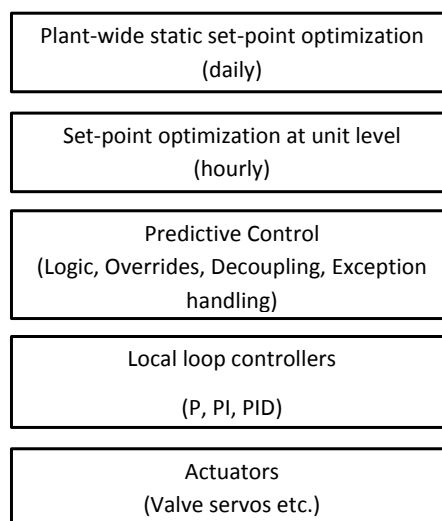 Plant-wide static set-point optimization
(daily)
Set-point optimization at unit level
(hourly)
Predictive Control
(Logic, Overrides, Decoupling, Exception
handling)
Local loop controllers
(P, PI, PID)
Actuators
(Valve servos etc.)